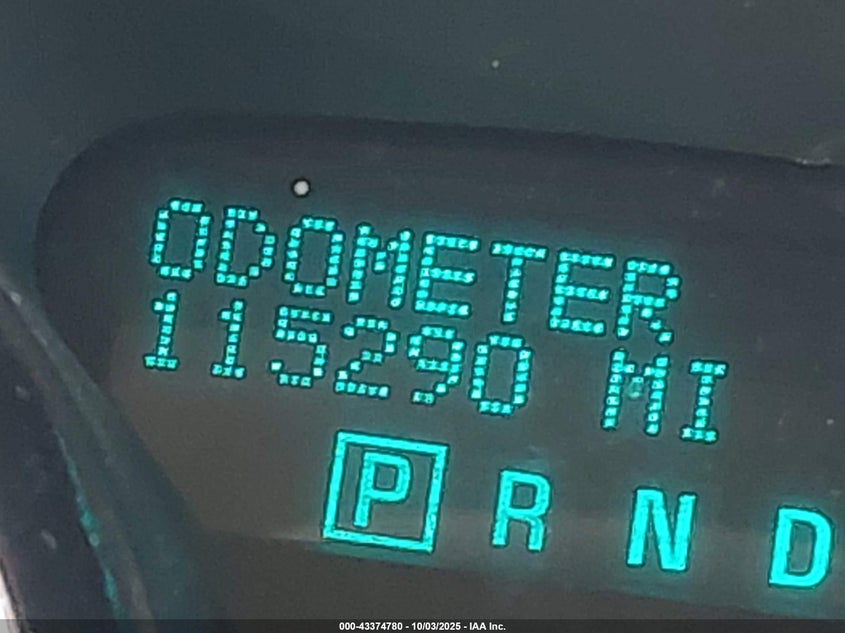 ODOMETER
115290 MI
P R N D
000-43374780 - 10/03/2025 - IAA Inc.